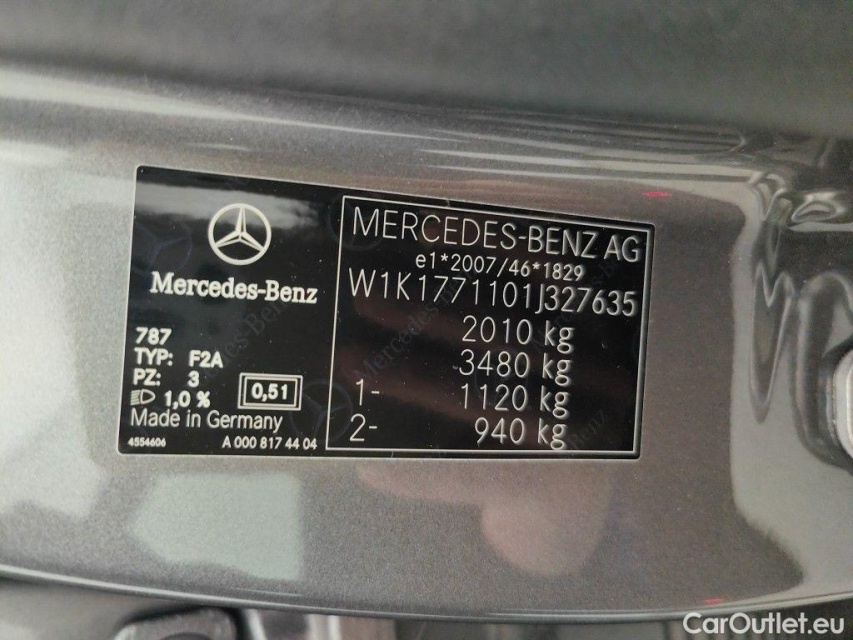 Mercedes-Benz
787
TYP: F2A
PZ: 3
1,0 %
0,51
Made in Germany
4554606
A 000 817 44 04
MERCEDES-BENZ AG
e1*2007/46*1829
W1K1771101J327635
2010 kg
3480 kg
1- 1120 kg
2- 940 kg
CarOutlet.eu